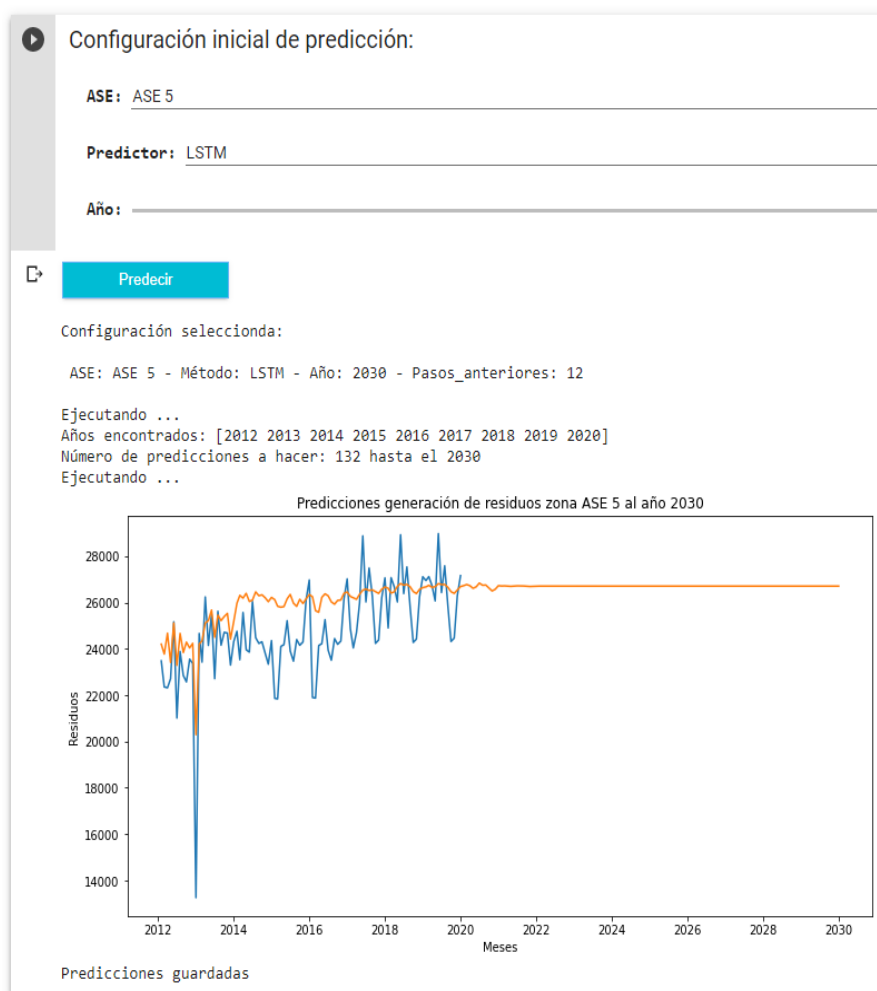 Configuración inicial de predicción:
ASE: ASE 5
Predictor: LSTM
Año:
Predecir
Configuración seleccionda:
ASE: ASE 5 - Método: LSTM - Año: 2030 - Pasos_anteriores: 12
Ejecutando ...
Años encontrados: [2012 2013 2014 2015 2016 2017 2018 2019 2020]
Número de predicciones a hacer: 132 hasta el 2030
Ejecutando ...
Predicciones generación de residuos zona ASE 5 al año 2030
28000
26000
24000
22000
20000
18000
16000
14000
Residuos
2012 2014 2016 2018 2020 2022 2024 2026 2028 2030
Meses
Predicciones guardadas